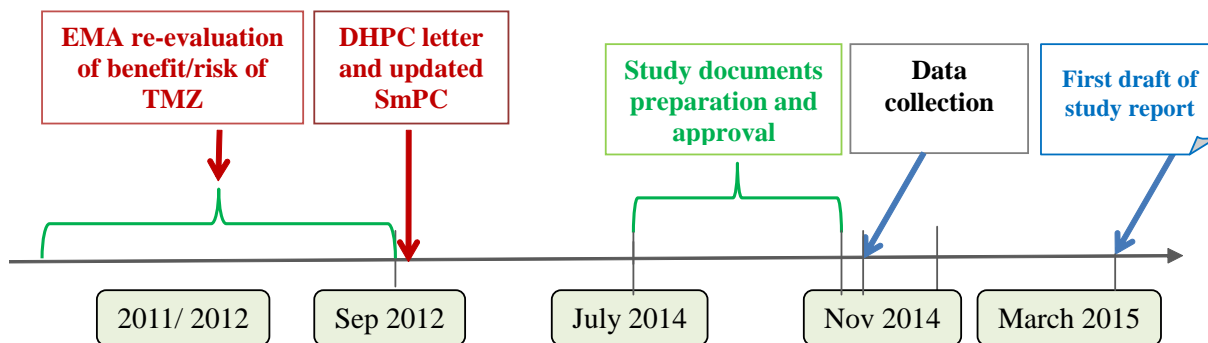 EMA re-evaluation
of benefit/risk of
TMZ
DHPC letter
and updated
SmPC
Study documents
preparation and
approval
Data
collection
First draft of
study report
2011/ 2012
Sep 2012
July 2014
Nov 2014
March 2015